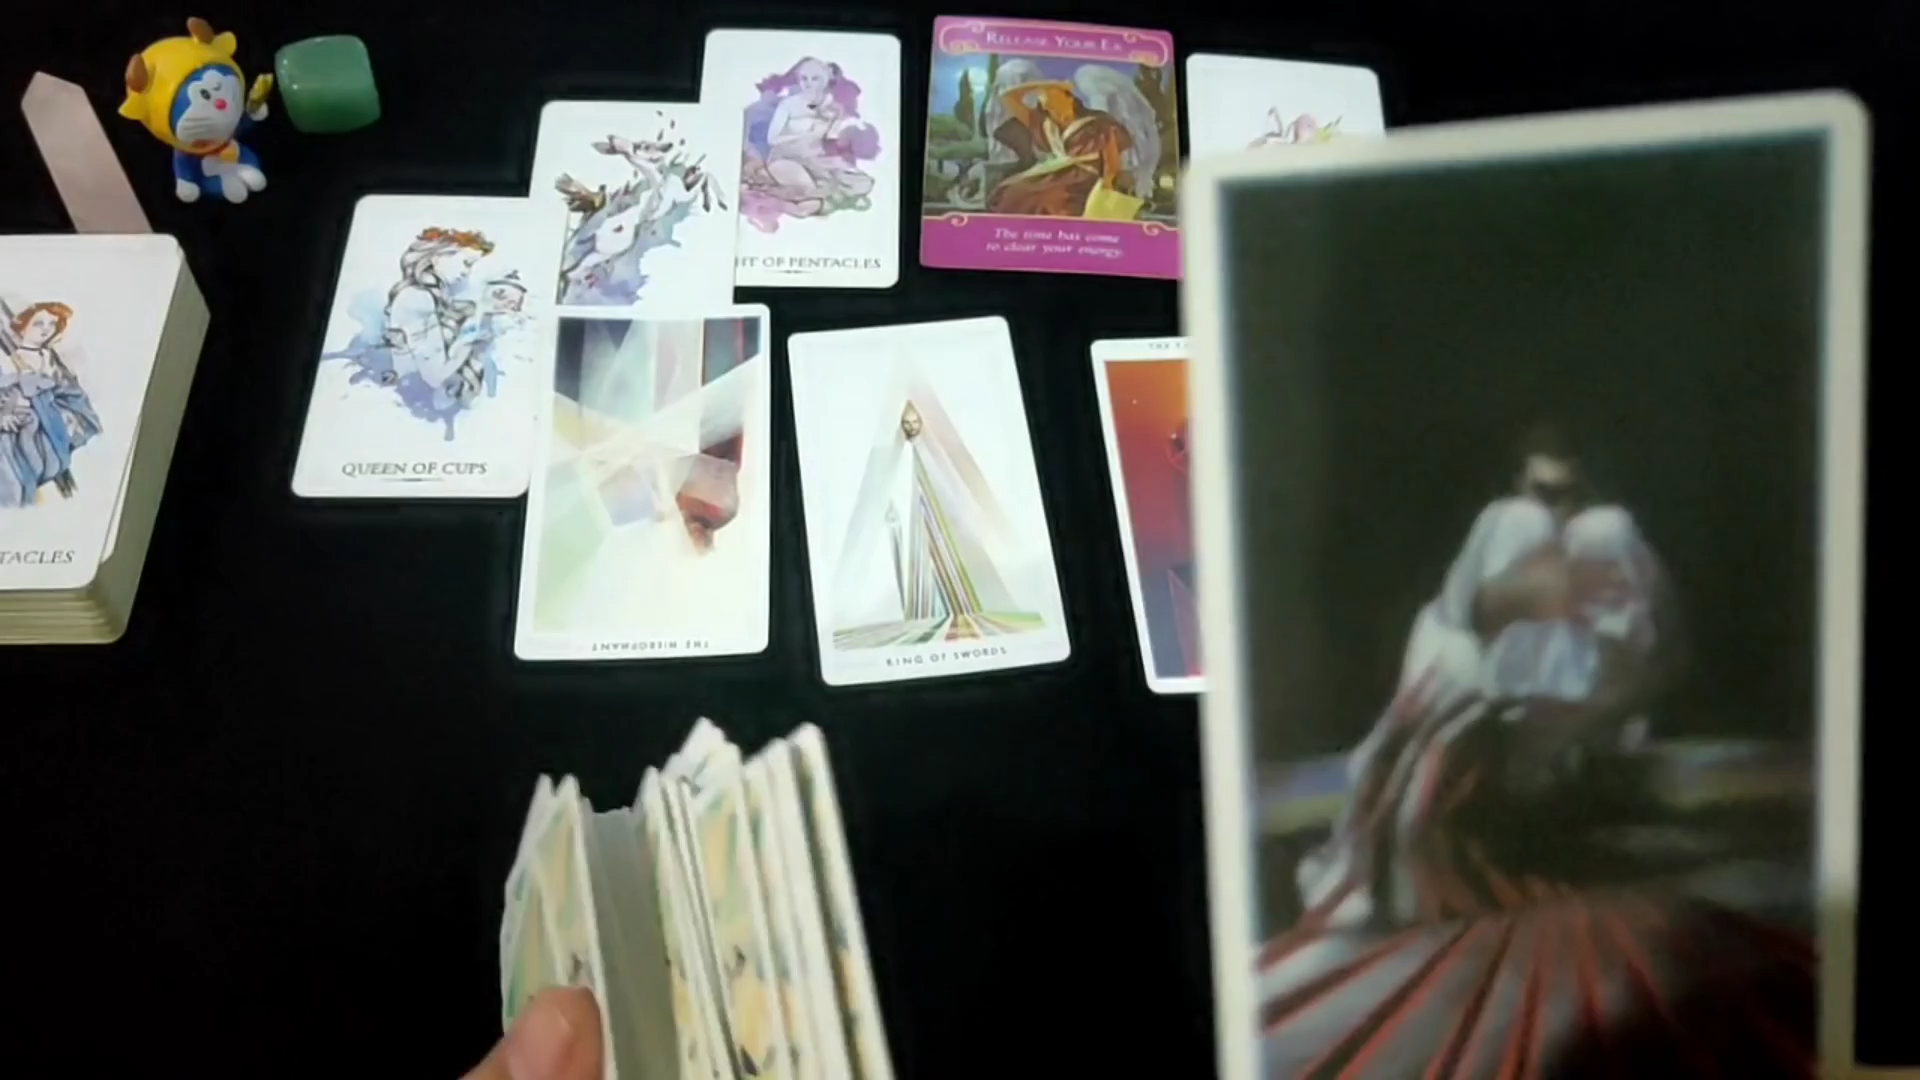 RELEASE YOUR EX
The time has come
to clear your energy.
HT OF PENTACLES
QUEEN OF CUPS
TACLES
THE HIEROPHANT
KING OF SWORDS